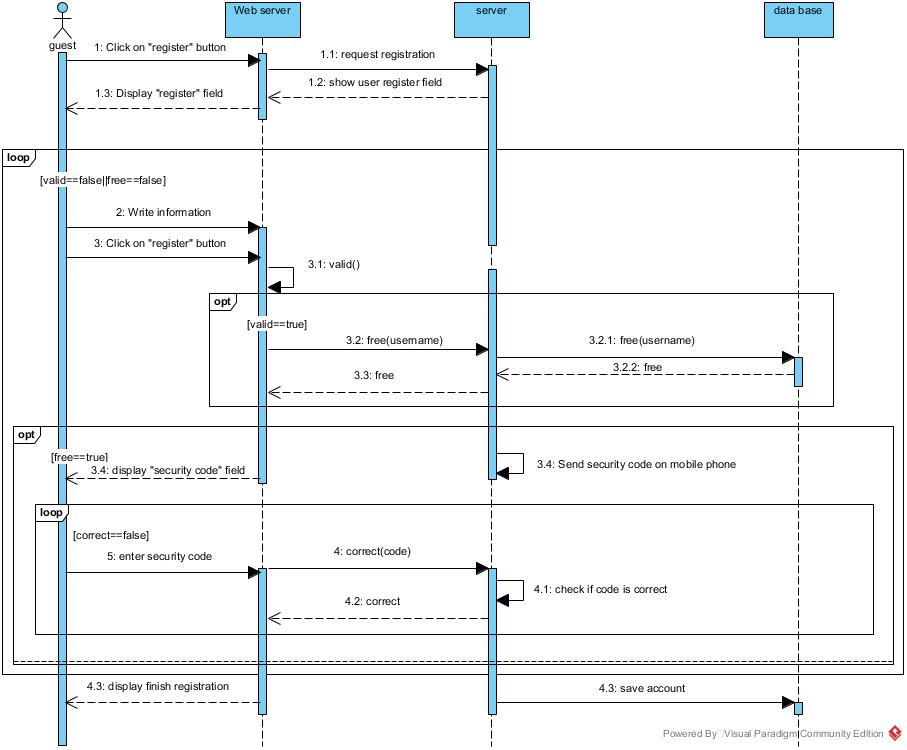 Web server
server
data base
guest
1: Click on "register" button
1.1: request registration
1.2: show user register field
1.3: Display "register" field
loop
[valid==false||free==false]
2: Write information
3: Click on "register" button
3.1: valid()
opt
[valid==true]
3.2: free(username)
3.2.1: free(username)
3.2.2: free
3.3: free
opt
[free==true]
3.4: display "security code" field
3.4: Send security code on mobile phone
loop
[correct==false]
5: enter security code
4: correct(code)
4.1: check if code is correct
4.2: correct
4.3: display finish registration
4.3: save account
Powered By Visual Paradigm Community Edition